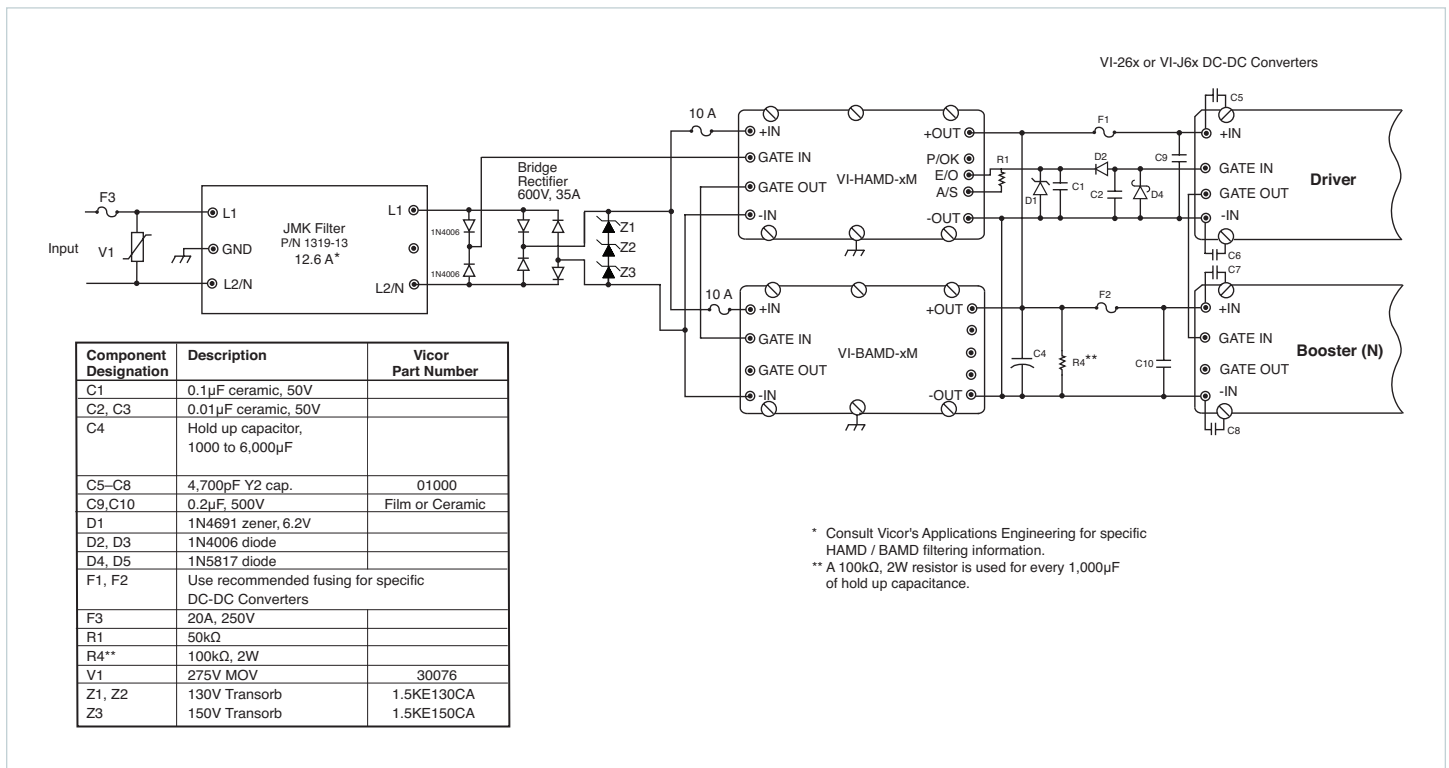 VI-26x or VI-J6x DC-DC Converters
F3
Input
V1
L1
GND
L2/N
JMK Filter
P/N 1319-13
12.6 A*
L1
L2/N
1N4006
1N4006
Bridge
Rectifier
600V, 35A
Z1
Z2
Z3
10 A
+IN
GATE IN
GATE OUT
-IN
VI-HAMD-xM
+OUT
P/OK
E/O
A/S
-OUT
R1
D1
C1
D2
C2
D4
F1
C9
C5
+IN
GATE IN
GATE OUT
-IN
Driver
C6
10 A
+IN
GATE IN
GATE OUT
-IN
VI-BAMD-xM
+OUT
-OUT
C4
R4**
F2
C10
C7
+IN
GATE IN
GATE OUT
-IN
Booster (N)
C8
Component Designation Description Vicor Part Number
C1 0.1µF ceramic, 50V
C2, C3 0.01µF ceramic, 50V
C4 Hold up capacitor,
1000 to 6,000µF
C5–C8 4,700pF Y2 cap. 01000
C9,C10 0.2µF, 500V Film or Ceramic
D1 1N4691 zener, 6.2V
D2, D3 1N4006 diode
D4, D5 1N5817 diode
F1, F2 Use recommended fusing for specific
DC-DC Converters
F3 20A, 250V
R1 50kΩ
R4** 100kΩ, 2W
V1 275V MOV 30076
Z1, Z2 130V Transorb 1.5KE130CA
Z3 150V Transorb 1.5KE150CA
* Consult Vicor's Applications Engineering for specific
HAMD / BAMD filtering information.
** A 100kΩ, 2W resistor is used for every 1,000µF
of hold up capacitance.